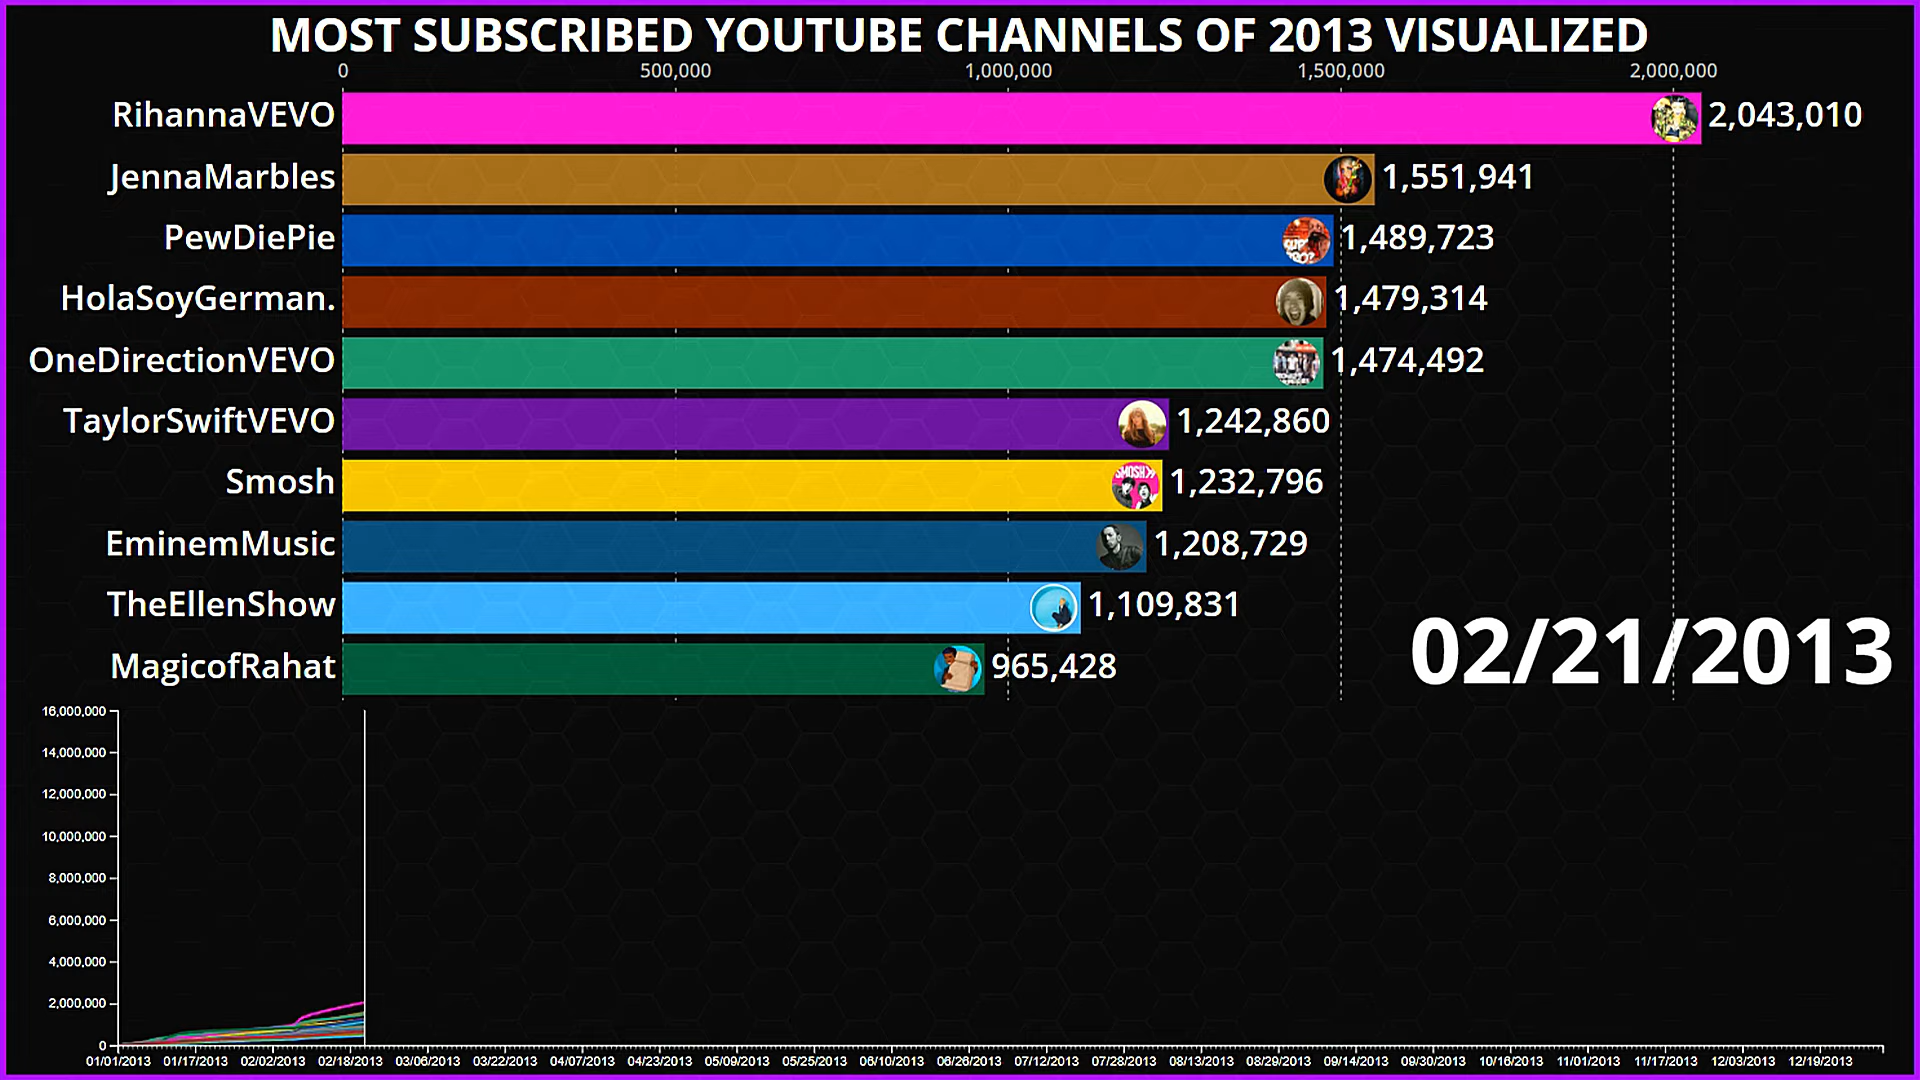 MOST SUBSCRIBED YOUTUBE CHANNELS OF 2013 VISUALIZED
0 500,000 1,000,000 1,500,000 2,000,000
RihannaVEVO 2,043,010
JennaMarbles 1,551,941
PewDiePie 1,489,723
HolaSoyGerman. 1,479,314
OneDirectionVEVO 1,474,492
TaylorSwiftVEVO 1,242,860
Smosh SMOSH 1,232,796
EminemMusic 1,208,729
TheEllenShow 1,109,831
MagicofRahat 965,428
02/21/2013
16,000,000
14,000,000
12,000,000
10,000,000
8,000,000
6,000,000
4,000,000
2,000,000
0
01/01/2013 01/17/2013 02/02/2013 02/18/2013 03/06/2013 03/22/2013 04/07/2013 04/23/2013 05/09/2013 05/25/2013 06/10/2013 06/26/2013 07/12/2013 07/28/2013 08/13/2013 08/29/2013 09/14/2013 09/30/2013 10/16/2013 11/01/2013 11/17/2013 12/03/2013 12/19/2013